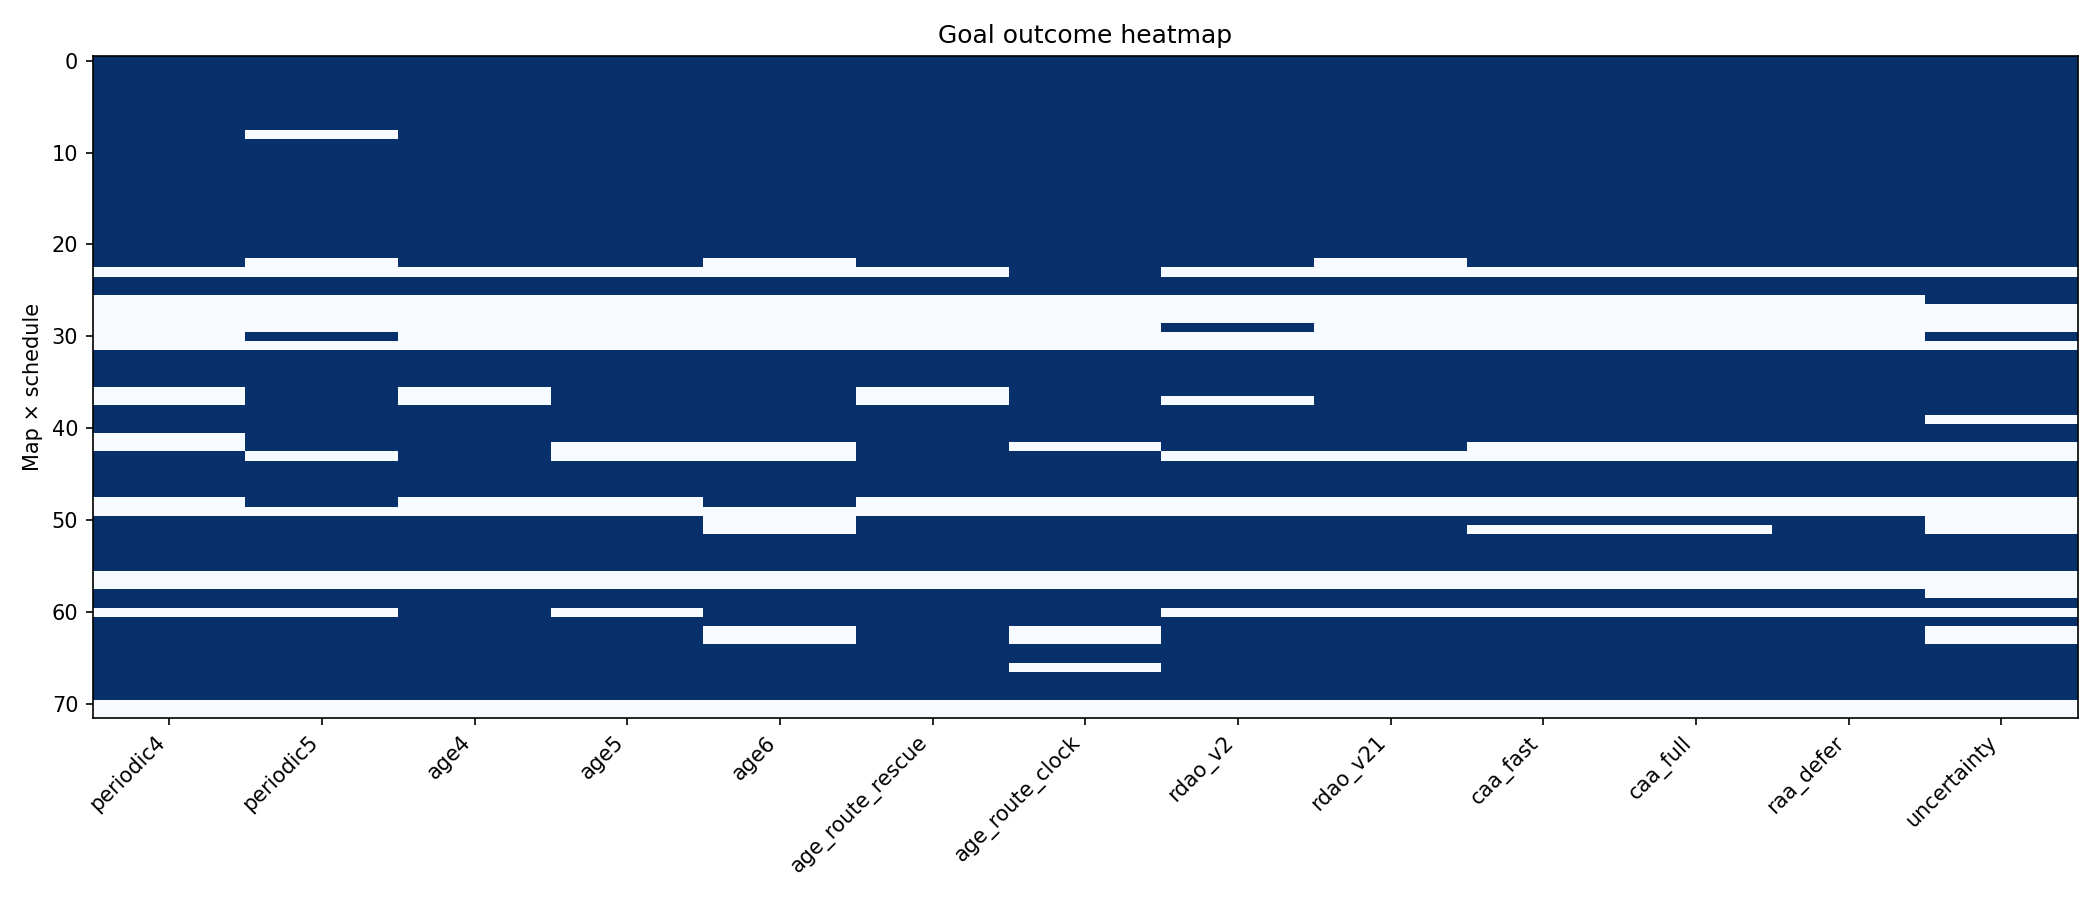 Goal outcome heatmap
Map × schedule
0
10
20
30
40
50
60
70
periodic4
periodic5
age4
age5
age6
age_route_rescue
age_route_clock
rdao_v2
rdao_v21
caa_fast
caa_full
raa_defer
uncertainty